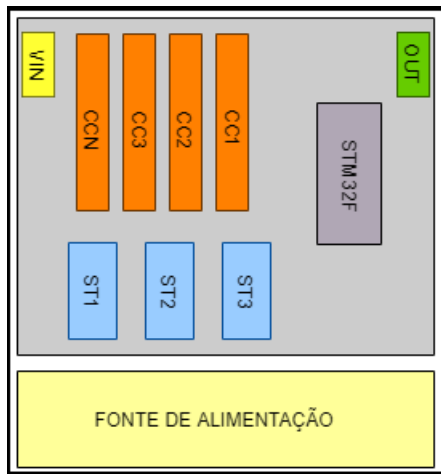 VIN
CCN
CC3
CC2
CC1
STM32F
OUT
ST1
ST2
ST3
FONTE DE ALIMENTAÇÃO